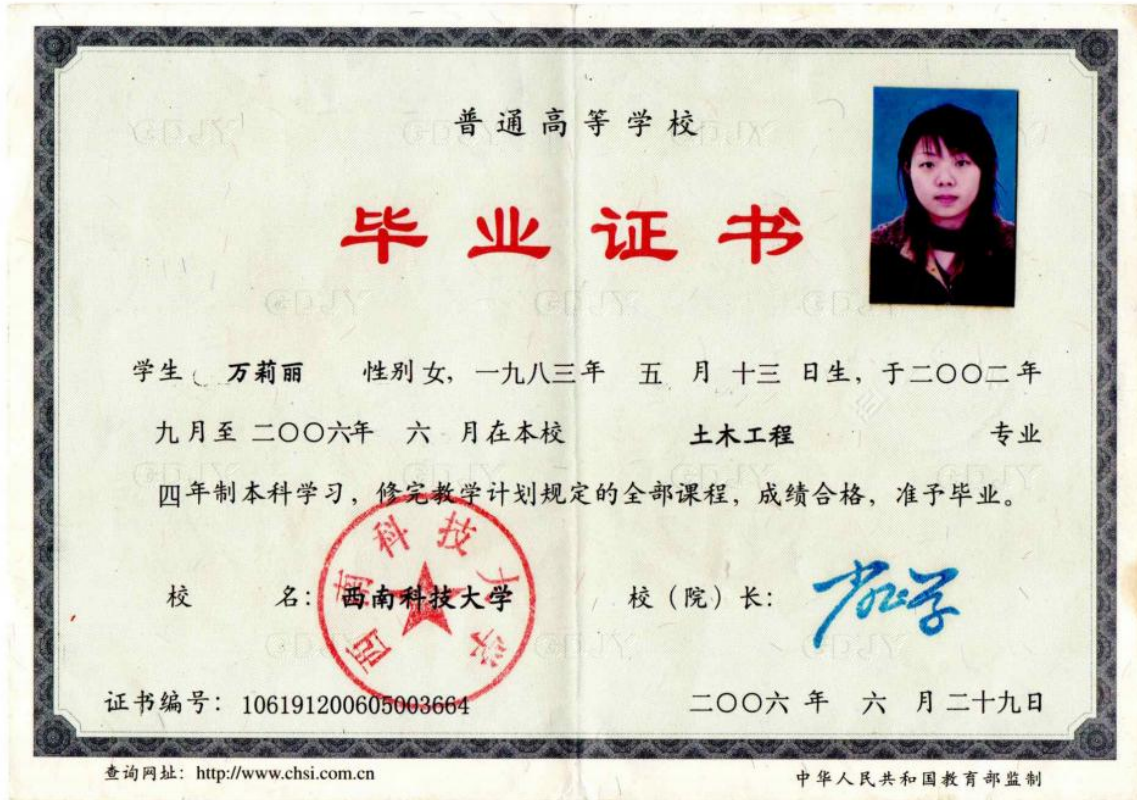 普通高等学校
毕业证书
学生 万莉丽 性别 女, 一九八三年 五 月 十三 日生, 于二〇〇二年
九月至 二〇〇六年 六 月在本校 土木工程 专业
四年制本科学习, 修完教学计划规定的全部课程, 成绩合格, 准予毕业。
西南科技大学
校 名: 西南科技大学 校(院)长:
证书编号: 106191200605003664 二〇〇六 年 六 月 二十九日
查询网址: http://www.chsi.com.cn 中华人民共和国教育部监制